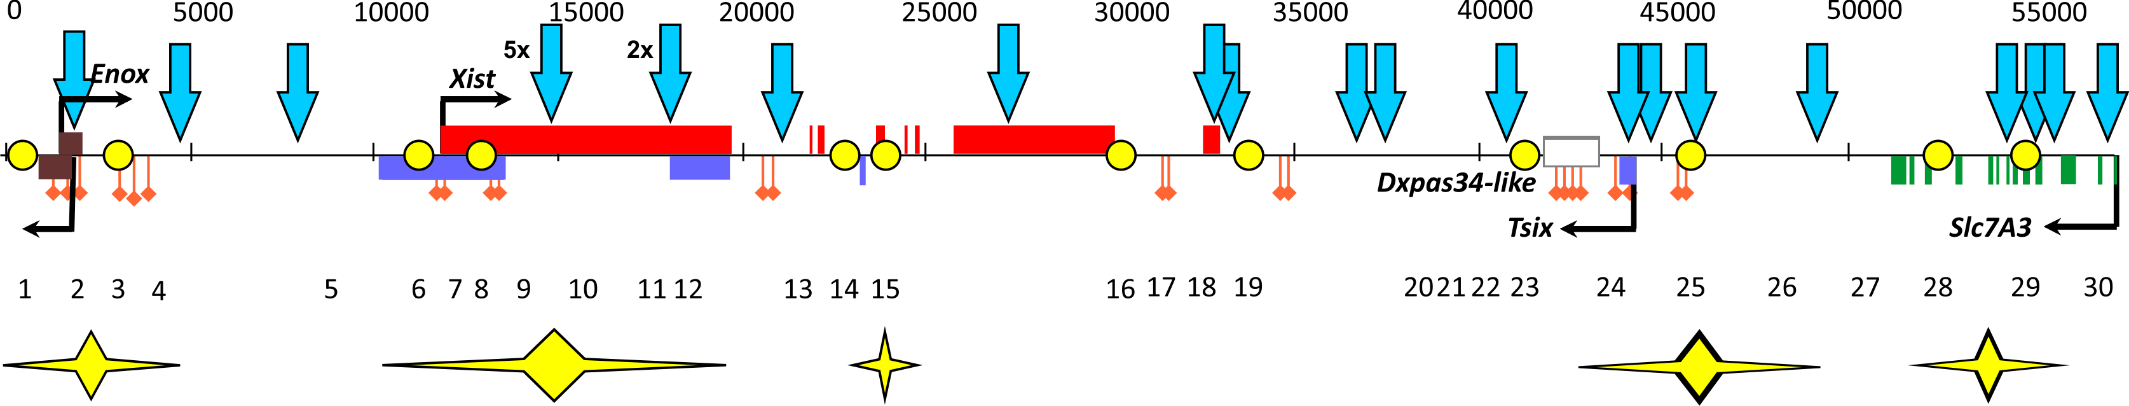 0 5000 10000 15000 20000 25000 30000 35000 40000 45000 50000 55000
5x 2x
Enox Xist
Dxpas34-like
Tsix Slc7A3
1 2 3 4 5 6 7 8 9 10 11 12 13 14 15 16 17 18 19 20 21 22 23 24 25 26 27 28 29 30